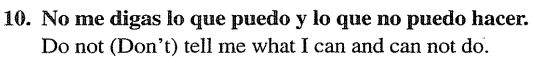 10. No me digas lo que puedo y lo que no puedo hacer.
Do not (Don't) tell me what I can and can not do.